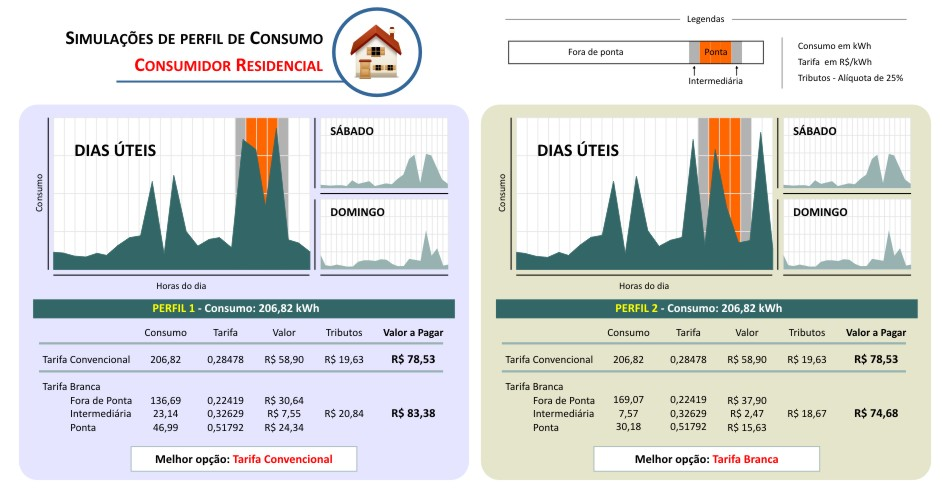 SIMULAÇÕES DE PERFIL DE CONSUMO
CONSUMIDOR RESIDENCIAL
Legendas
Fora de ponta
Ponta
Intermediária
Consumo em kWh
Tarifa em R$/kWh
Tributos - Alíquota de 25%
DIAS ÚTEIS
SÁBADO
DOMINGO
Consumo
Horas do dia
PERFIL 1 - Consumo: 206,82 kWh
Consumo Tarifa Valor Tributos Valor a Pagar
Tarifa Convencional 206,82 0,28478 R$ 58,90 R$ 19,63 R$ 78,53
Tarifa Branca
Fora de Ponta 136,69 0,22419 R$ 30,64
Intermediária 23,14 0,32629 R$ 7,55 R$ 20,84 R$ 83,38
Ponta 46,99 0,51792 R$ 24,34
Melhor opção: Tarifa Convencional
DIAS ÚTEIS
SÁBADO
DOMINGO
Consumo
Horas do dia
PERFIL 2 - Consumo: 206,82 kWh
Consumo Tarifa Valor Tributos Valor a Pagar
Tarifa Convencional 206,82 0,28478 R$ 58,90 R$ 19,63 R$ 78,53
Tarifa Branca
Fora de Ponta 169,07 0,22419 R$ 37,90
Intermediária 7,57 0,32629 R$ 2,47 R$ 18,67 R$ 74,68
Ponta 30,18 0,51792 R$ 15,63
Melhor opção: Tarifa Branca